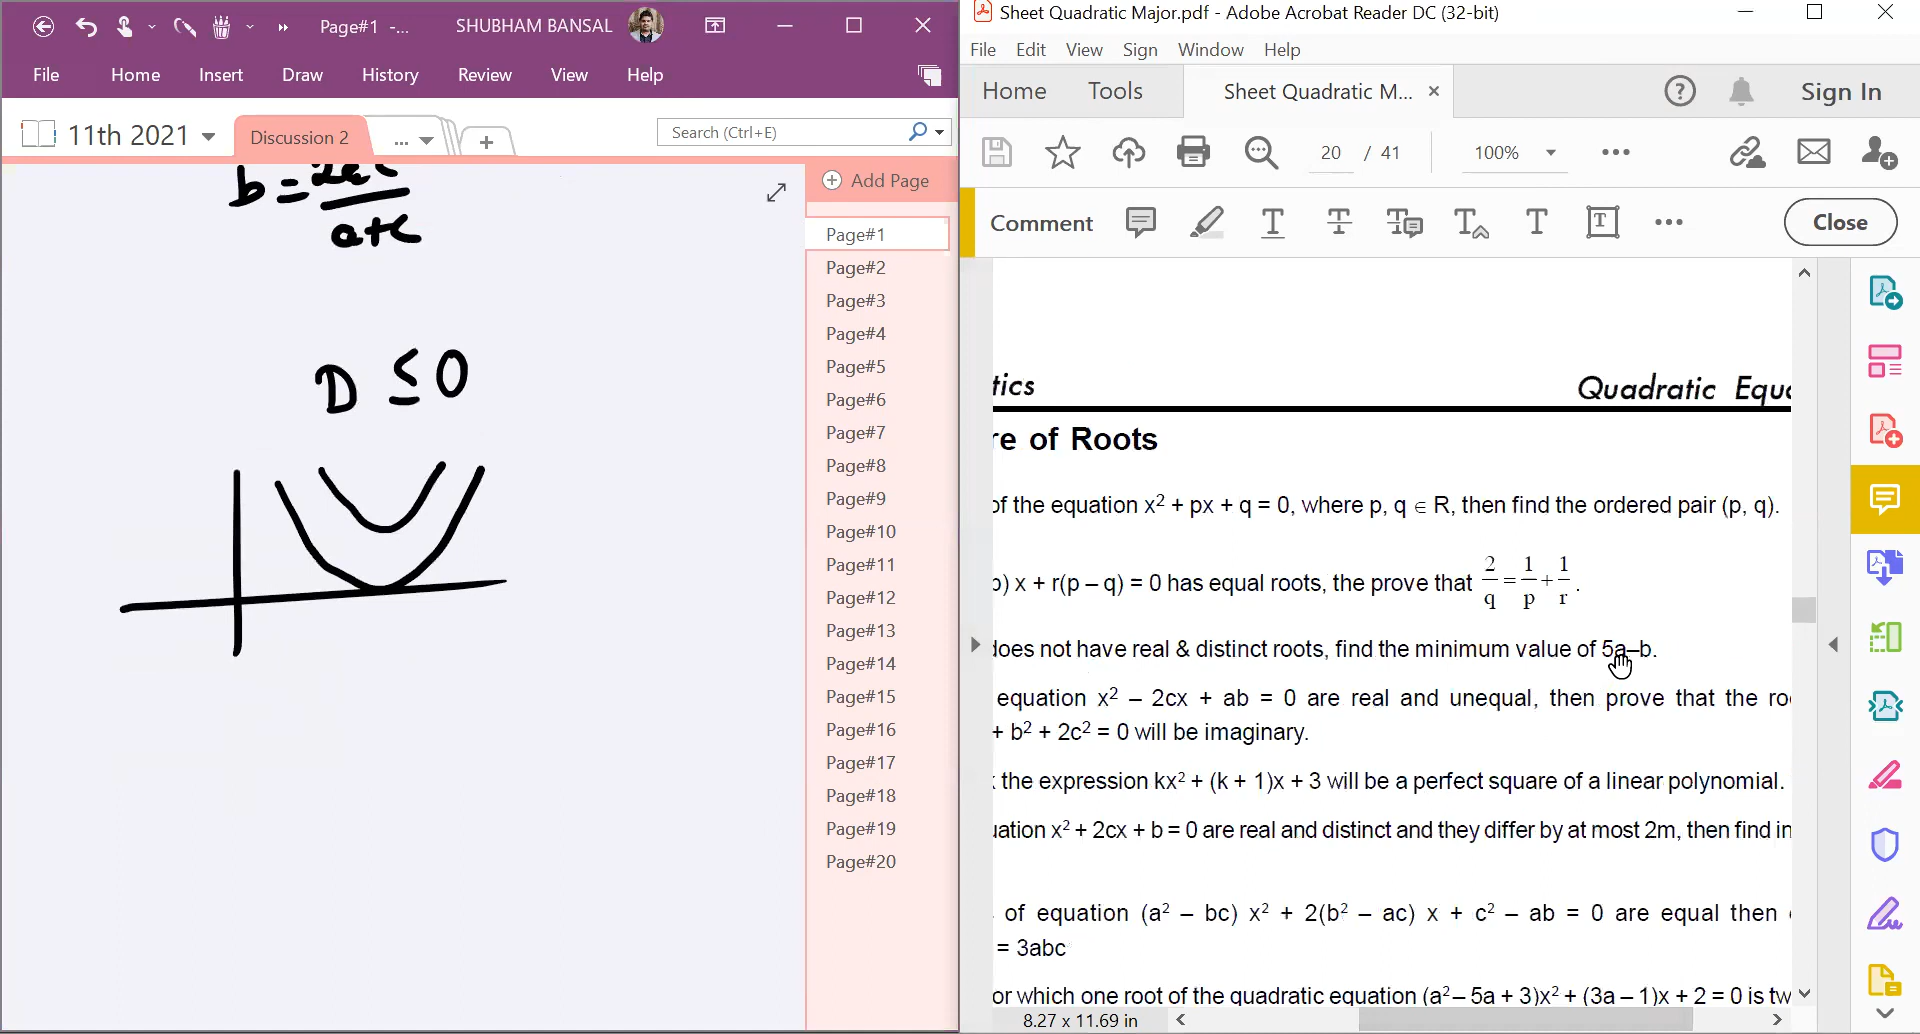 Page#1 -...
SHUBHAM BANSAL
File Home Insert Draw History Review View Help
11th 2021
Discussion 2
...
Search (Ctrl+E)
Add Page
Page#1
Page#2
Page#3
Page#4
Page#5
Page#6
Page#7
Page#8
Page#9
Page#10
Page#11
Page#12
Page#13
Page#14
Page#15
Page#16
Page#17
Page#18
Page#19
Page#20
b =
a+c
D ≤ 0
Sheet Quadratic Major.pdf - Adobe Acrobat Reader DC (32-bit)
File Edit View Sign Window Help
Home Tools Sheet Quadratic M... Sign In
20 / 41 100%
Comment Close
tics Quadratic Equa
re of Roots
of the equation x² + px + q = 0, where p, q ∈ R, then find the ordered pair (p, q).
) x + r(p – q) = 0 has equal roots, the prove that 2/q = 1/p + 1/r .
does not have real & distinct roots, find the minimum value of 5a–b.
equation x² – 2cx + ab = 0 are real and unequal, then prove that the ro
+ b² + 2c² = 0 will be imaginary.
the expression kx² + (k + 1)x + 3 will be a perfect square of a linear polynomial.
uation x² + 2cx + b = 0 are real and distinct and they differ by at most 2m, then find in
of equation (a² – bc) x² + 2(b² – ac) x + c² – ab = 0 are equal then
= 3abc
or which one root of the quadratic equation (a² – 5a + 3)x² + (3a – 1)x + 2 = 0 is tw
8.27 x 11.69 in